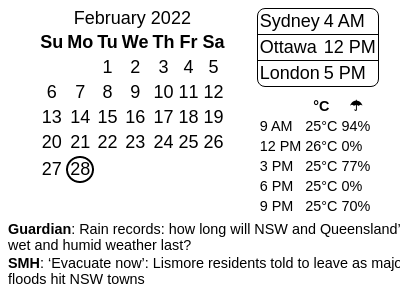 February 2022
Su Mo Tu We Th Fr Sa
1 2 3 4 5
6 7 8 9 10 11 12
13 14 15 16 17 18 19
20 21 22 23 24 25 26
27 28
Sydney 4 AM
Ottawa 12 PM
London 5 PM
°C ☂
9 AM 25°C 94%
12 PM 26°C 0%
3 PM 25°C 77%
6 PM 25°C 0%
9 PM 25°C 70%
Guardian: Rain records: how long will NSW and Queensland’
wet and humid weather last?
SMH: ‘Evacuate now’: Lismore residents told to leave as majo
floods hit NSW towns